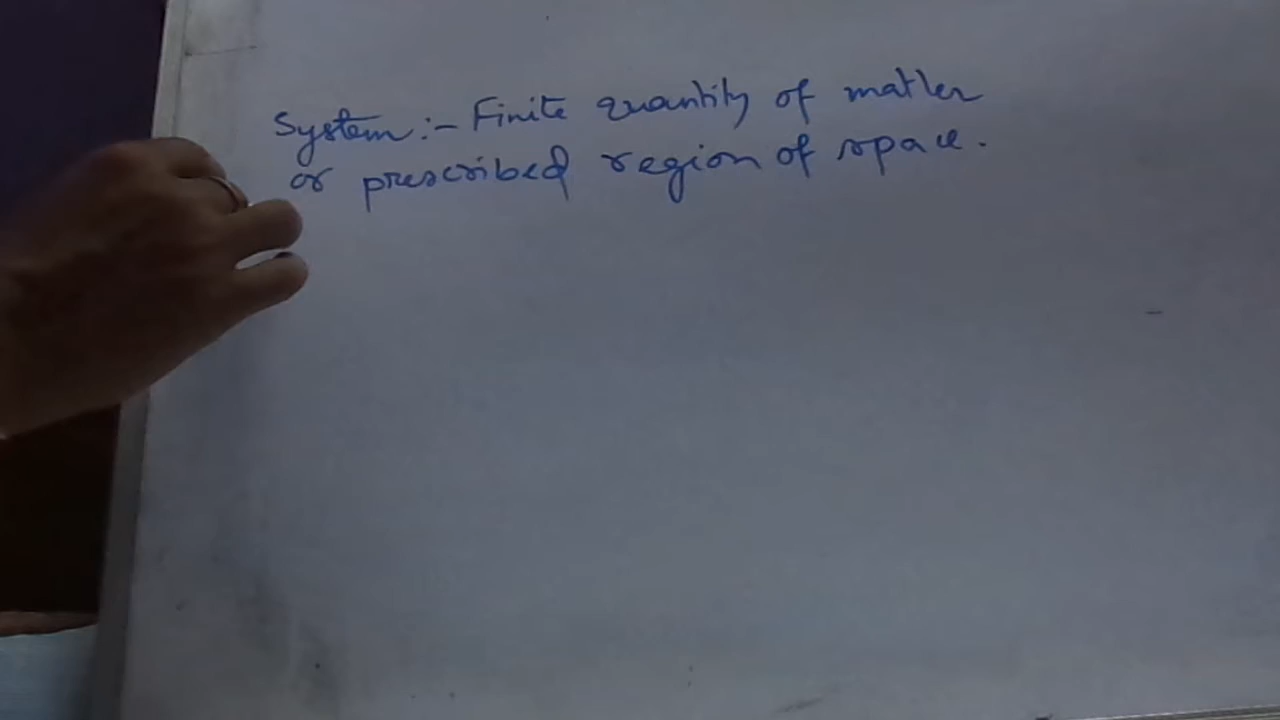 System:- Finite quantity of matter
or prescribed region of space.